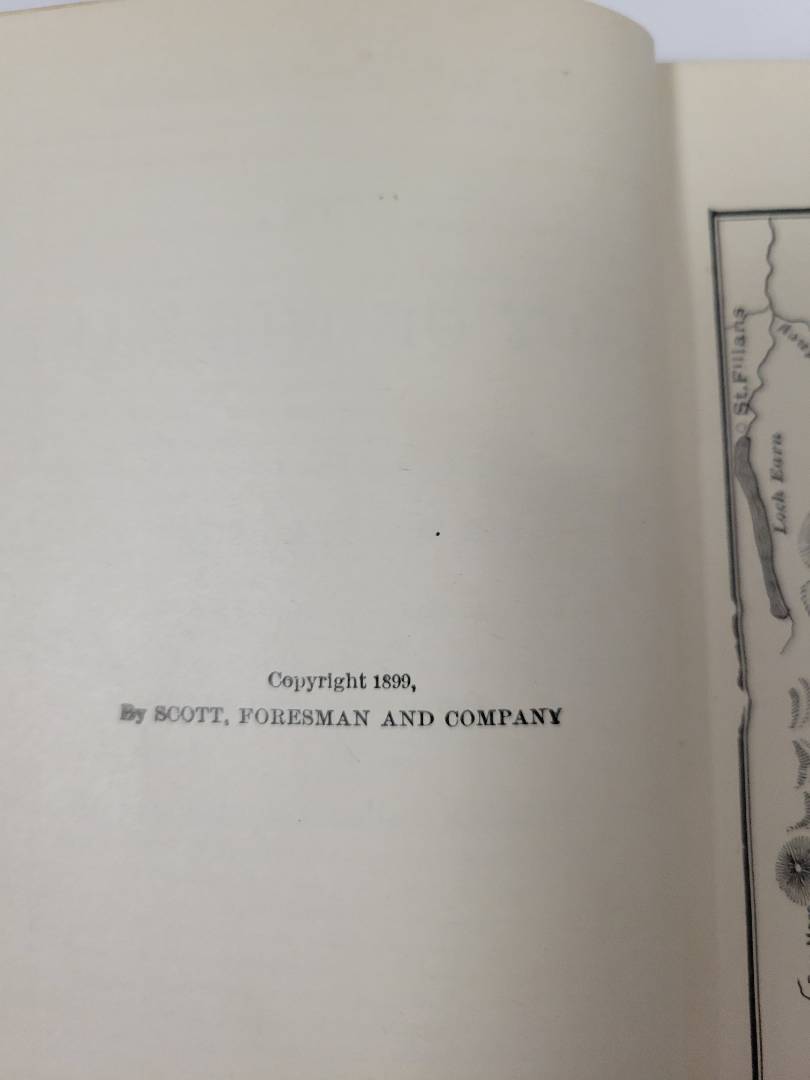 Copyright 1899,
By SCOTT, FORESMAN AND COMPANY
St. Fillans
Loch Earn